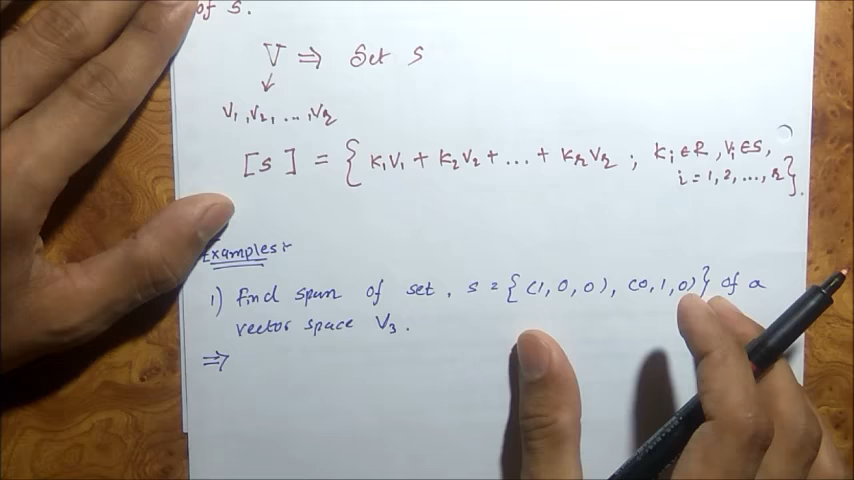 of S.
V ⇒ Set S
↓
V₁, V₂, ..., Vᵣ
[S] = { K₁V₁ + K₂V₂ + ... + KᵣVᵣ ; Kᵢ ∈ R, Vᵢ ∈ S,
i = 1, 2, ..., r }.
Examples :-
1) Find span of set, S = { (1, 0, 0), (0, 1, 0) } of a
vector space V₃.
⇒